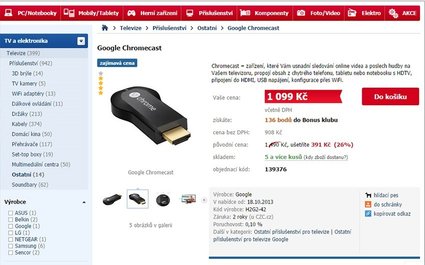 PC/Notebooky Mobily/Tablety Herní zařízení Příslušenství Komponenty Foto/Video Elektro AKCE
Televize Příslušenství Ostatní Google Chromecast
TV a elektronika
Televize (399)
Příslušenství (942)
3D brýle (14)
TV kamery (5)
WiFi adaptéry (13)
Dálkové ovládání (11)
Držáky (213)
Kabely (374)
Domácí kina (50)
Přehrávače (117)
Set-top boxy (19)
Multimediální centra (50)
Ostatní (14)
Soundbary (62)
Výrobce
ASUS (1)
Belkin (2)
Google (1)
LG (1)
NETGEAR (1)
Samsung (6)
Sencor (2)
Google Chromecast
zajímavá cena
chrome
Google Chromecast
5 obrázků v galerii
Chromecast = zařízení, které Vám usnadní sledování online videa a poslech hudby na
Vašem televizoru, propojí obsah z chytrého telefonu, tabletu nebo notebooku s HDTV,
připojení do HDMI, USB napájení, konfigurace přes WiFi.
Vaše cena: 1 099 Kč Do košíku
včetně DPH
získáte: 136 bodů do Bonus klubu
cena bez DPH: 908 Kč
původní cena: 1 490 Kč, ušetříte 391 Kč (26%)
skladem: 5 a více kusů (kdy zboží dostanu?)
objednací kód: 139376
Výrobce: Google
V nabídce od: 18.10.2013
Kód výrobce: H2G2-42
Záruka: 2 roky (u CZC.cz)
Poruchovost: 0,10 %
Další v kategorii: Ostatní příslušenství pro televize | Ostatní
příslušenství pro televize Google
hlídací pes
do schránky
kopírovat odkaz